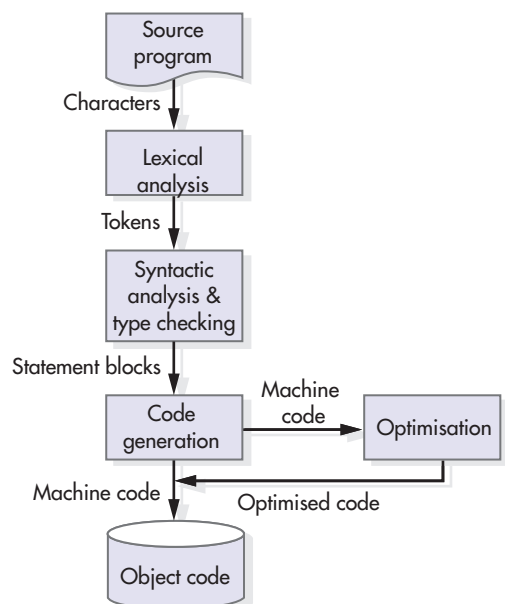 Source
program
Characters
Lexical
analysis
Tokens
Syntactic
analysis &
type checking
Statement blocks
Code
generation
Machine
code
Optimisation
Machine code
Optimised code
Object code